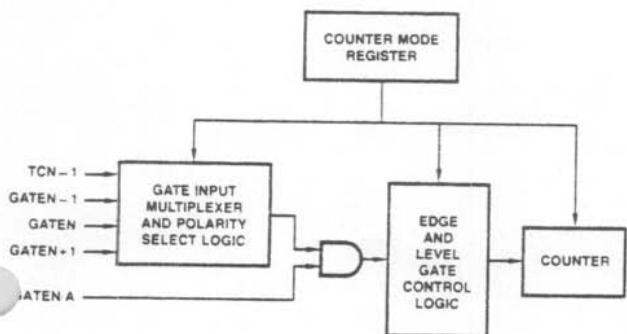 COUNTER MODE
REGISTER
TCN – 1
GATEN – 1
GATEN
GATEN+1
GATE INPUT
MULTIPLEXER
AND POLARITY
SELECT LOGIC
EDGE
AND
LEVEL
GATE
CONTROL
LOGIC
COUNTER
ATEN A